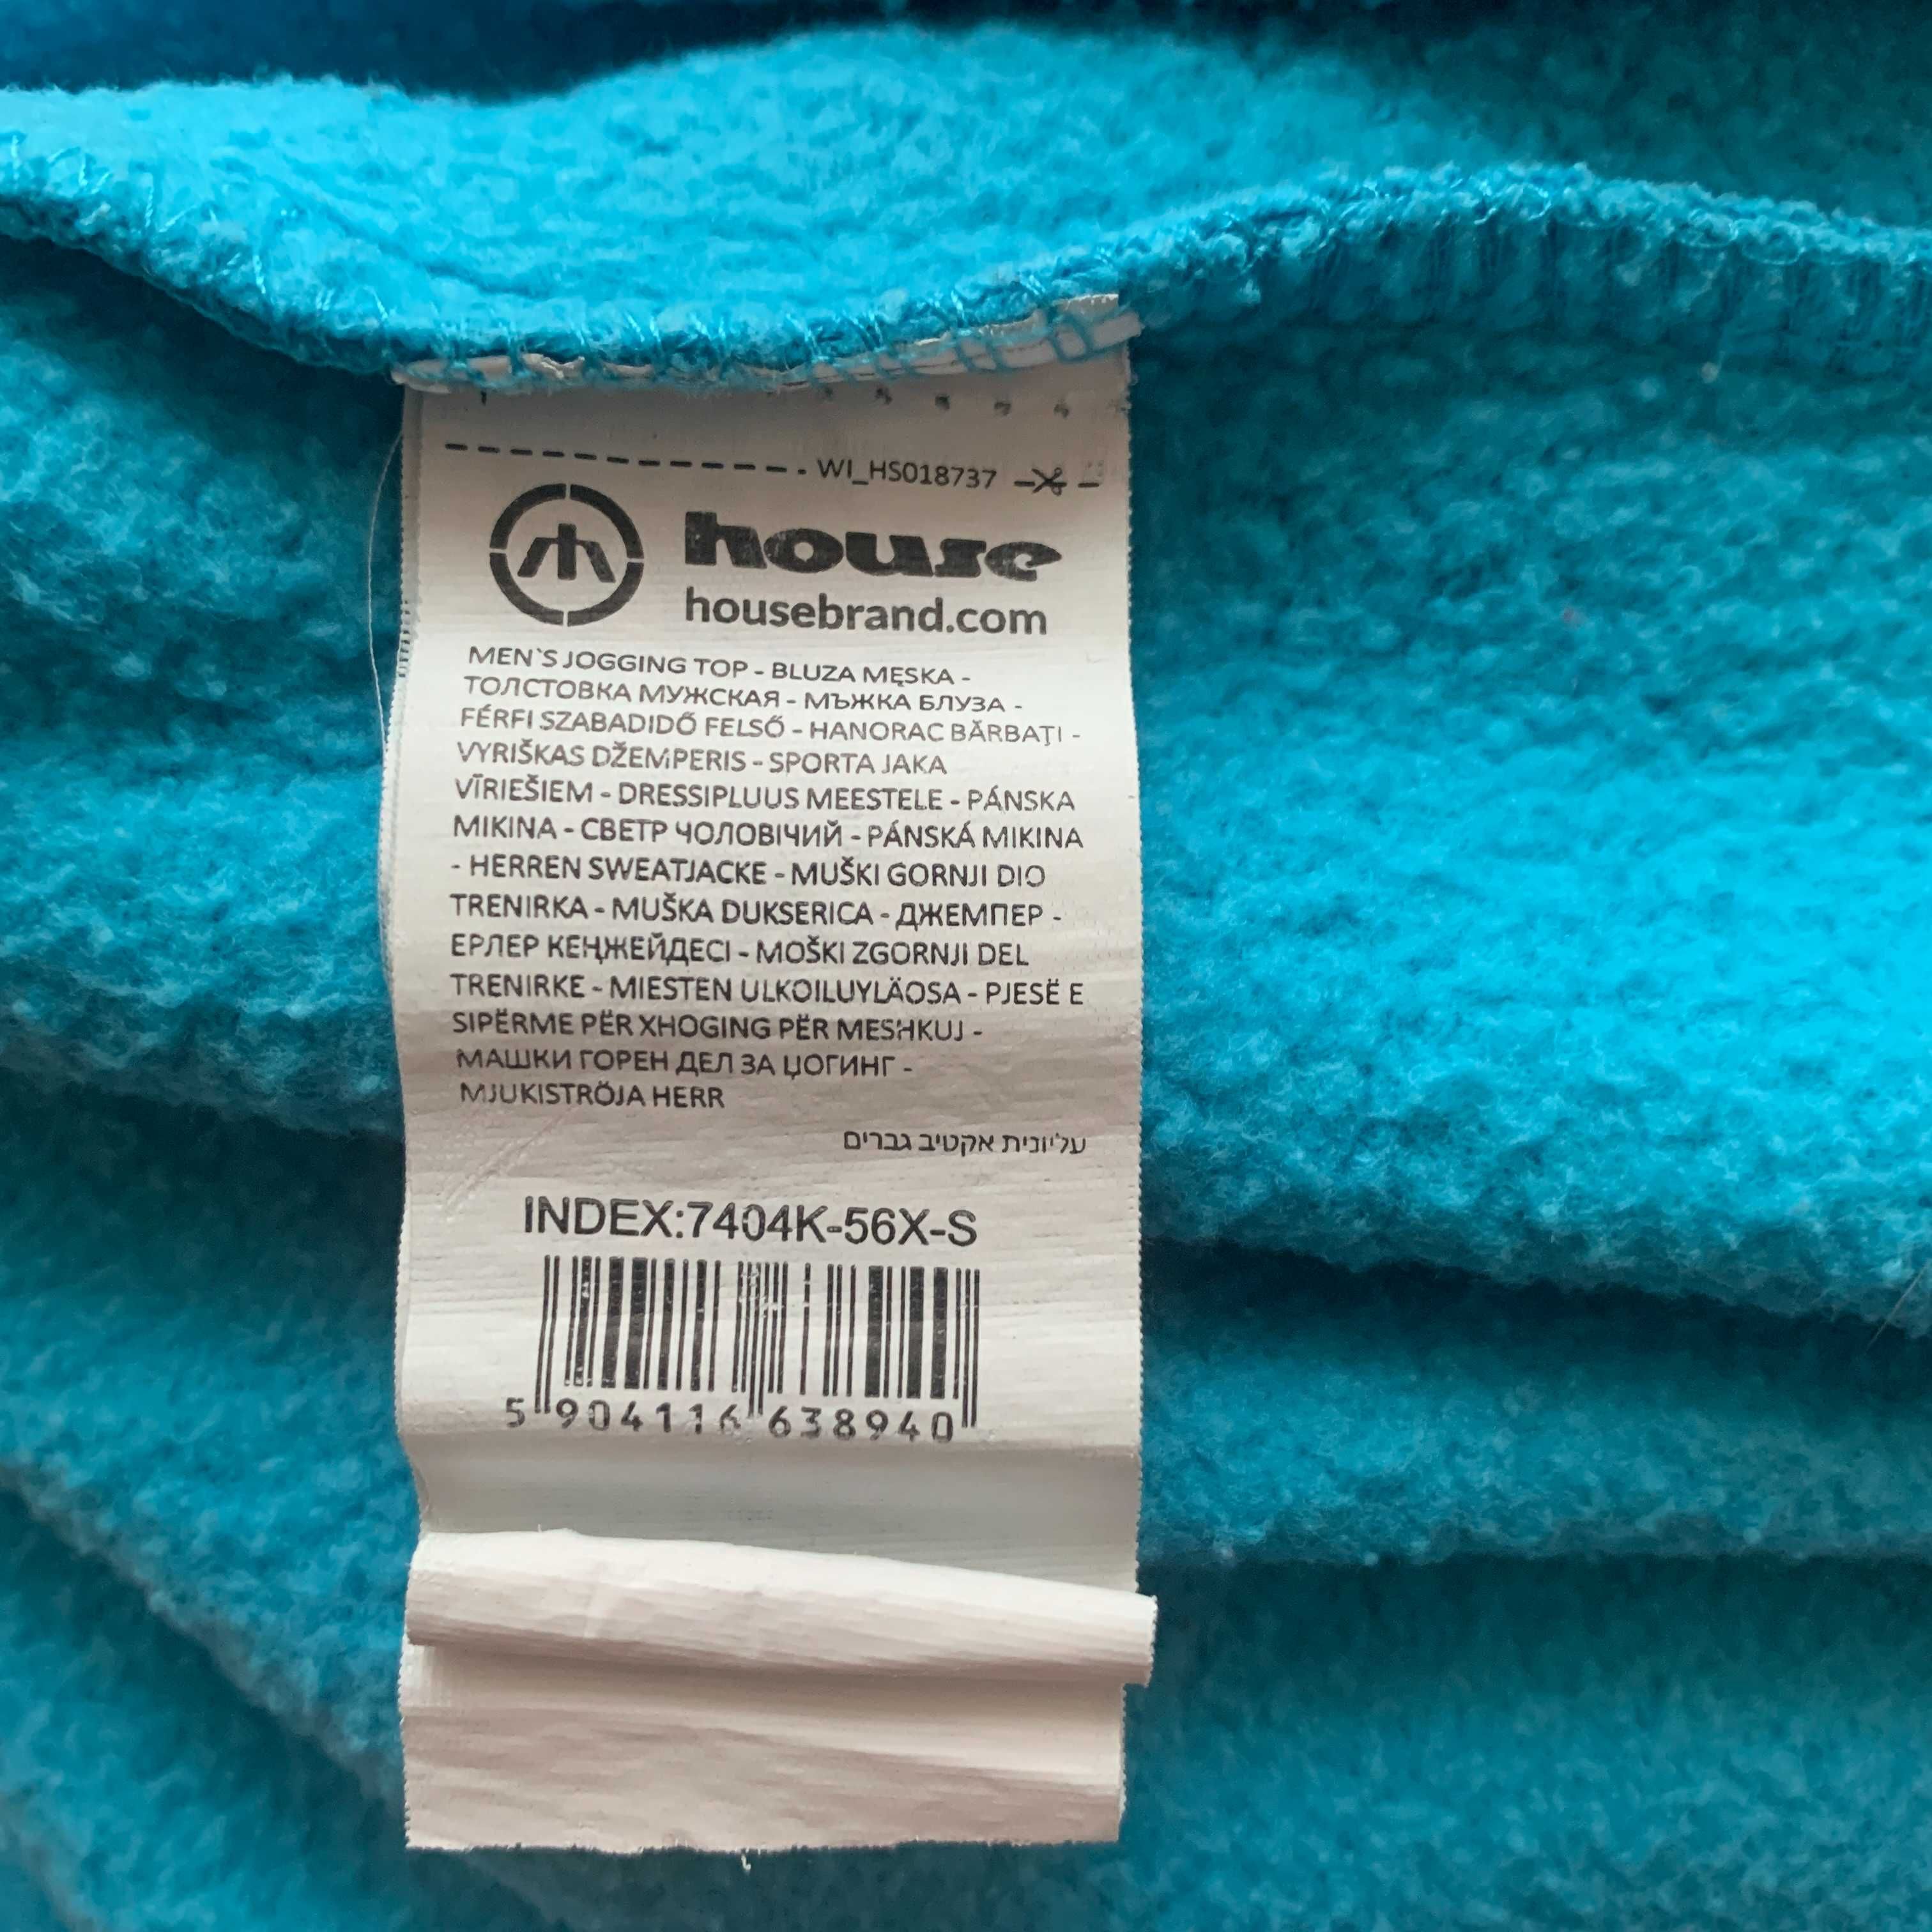 WI_HS018737
house
housebrand.com
MEN`S JOGGING TOP - BLUZA MĘSKA -
ТОЛСТОВКА МУЖСКАЯ - МЪЖКА БЛУЗА -
FÉRFI SZABADIDŐ FELSŐ - HANORAC BĂRBAŢI -
VYRIŠKAS DŽEMPERIS - SPORTA JAKA
VĪRIEŠIEM - DRESSIPLUUS MEESTELE - PÁNSKA
MIKINA - СВЕТР ЧОЛОВІЧИЙ - PÁNSKÁ MIKINA
- HERREN SWEATJACKE - MUŠKI GORNJI DIO
TRENIRKA - MUŠKA DUKSERICA - ДЖЕМПЕР -
ЕРЛЕР КЕҢЖЕЙДЕСІ - MOŠKI ZGORNJI DEL
TRENIRKE - MIESTEN ULKOILUYLÄOSA - PJESË E
SIPËRME PËR XHOGING PËR MESHKUJ -
МАШКИ ГОРЕН ДЕЛ ЗА ЏОГИНГ -
MJUKISTRÖJA HERR
עליונית אקטיב גברים
INDEX:7404K-56X-S
5 904116 638940